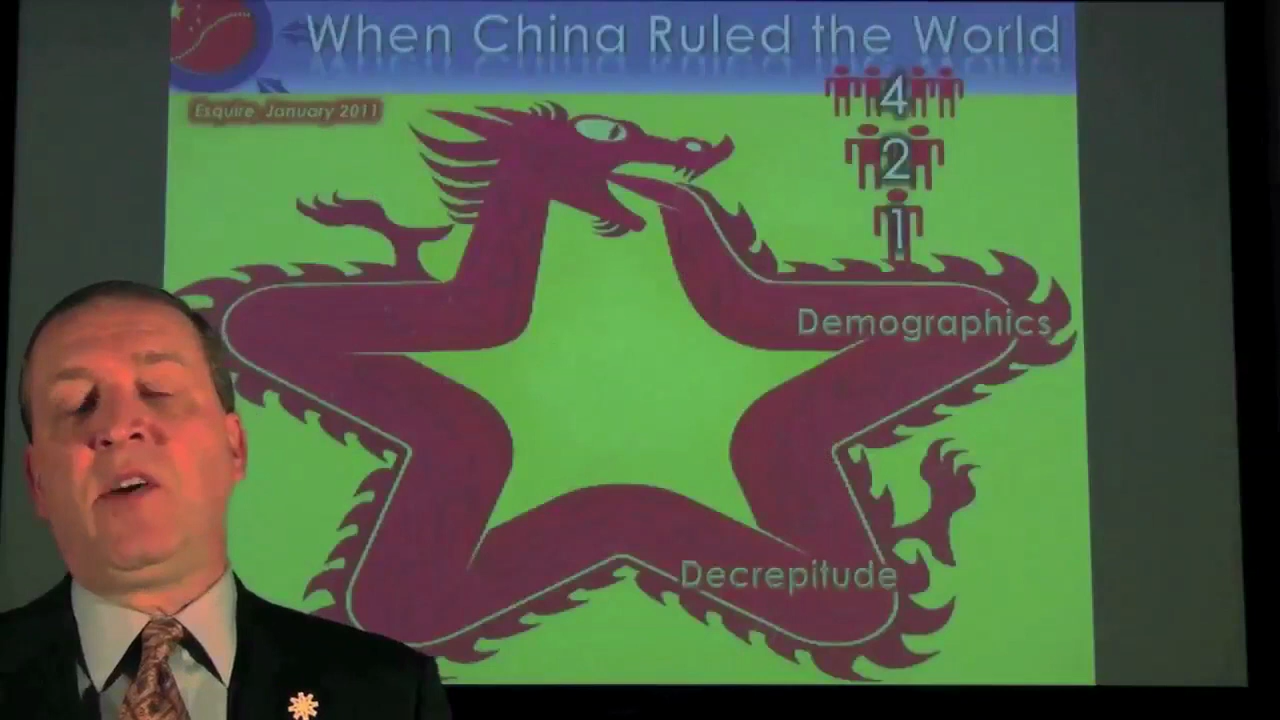 When China Ruled the World
Esquire January 2011
4
2
1
Demographics
Decrepitude